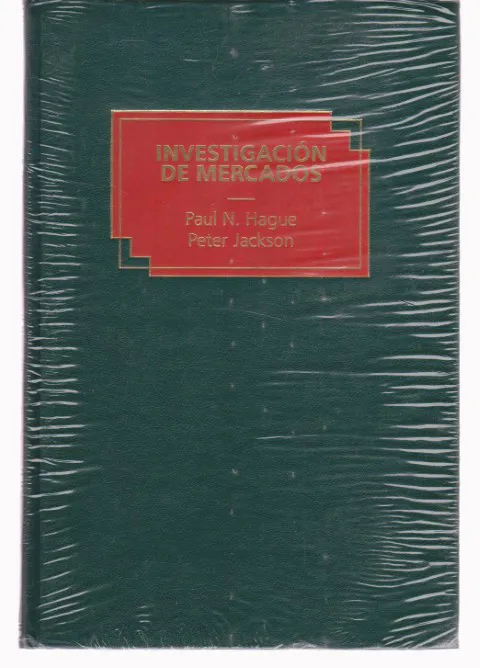 INVESTIGACIÓN
DE MERCADOS
Paul N. Hague
Peter Jackson